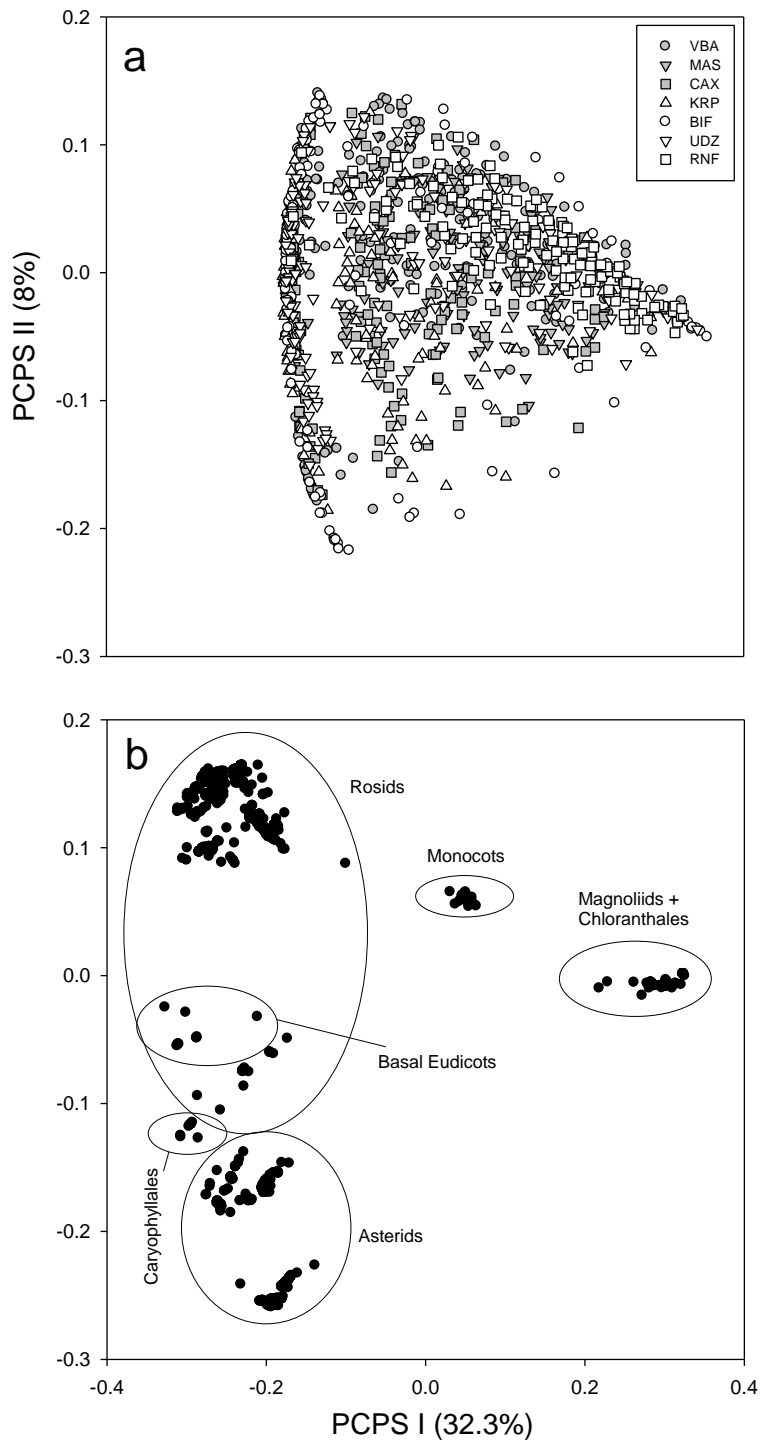 a
VBA
MAS
CAX
KRP
BIF
UDZ
RNF
0.2
0.1
0.0
-0.1
-0.2
-0.3
PCPS II (8%)
b
Rosids
Monocots
Magnoliids +
Chloranthales
Basal Eudicots
Caryophyllales
Asterids
0.2
0.1
0.0
-0.1
-0.2
-0.3
-0.4
-0.2
0.0
0.2
0.4
PCPS I (32.3%)